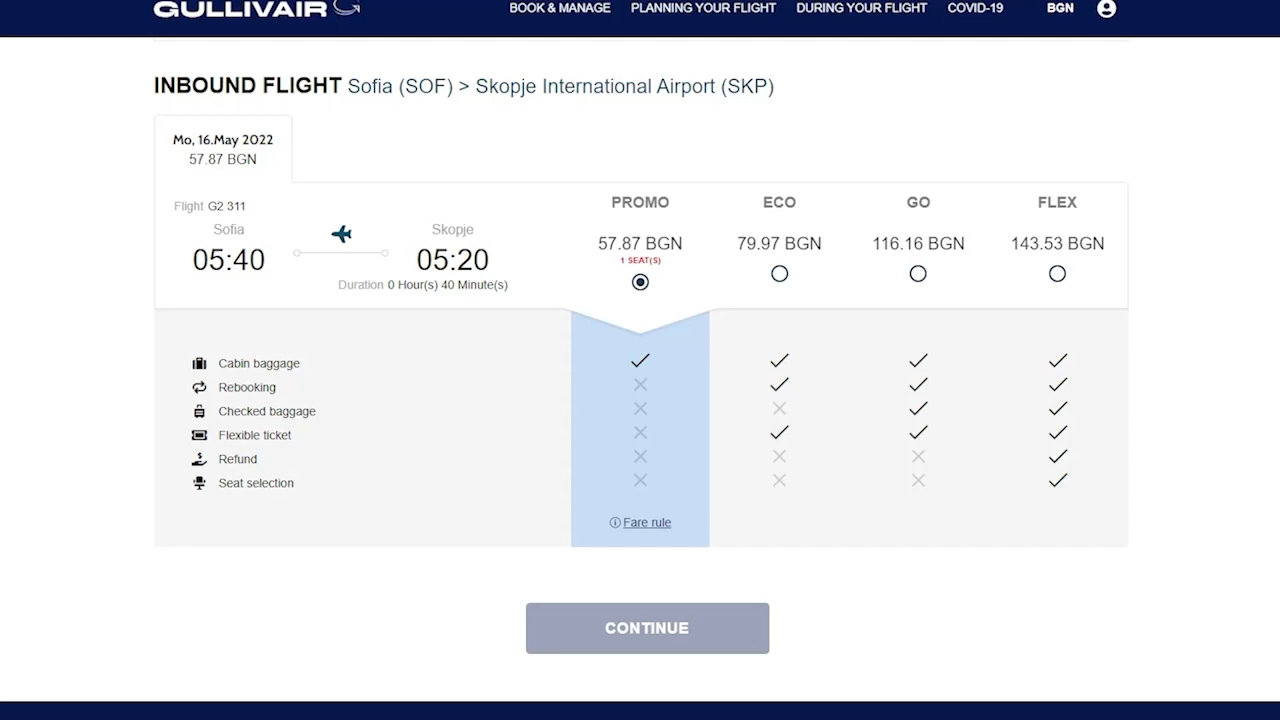 GULLIVAIR BOOK & MANAGE PLANNING YOUR FLIGHT DURING YOUR FLIGHT COVID-19 BGN
INBOUND FLIGHT Sofia (SOF) > Skopje International Airport (SKP)
Mo, 16.May 2022
57.87 BGN
Flight G2 311
Sofia Skopje
05:40 05:20
Duration 0 Hour(s) 40 Minute(s)
PROMO ECO GO FLEX
57.87 BGN 79.97 BGN 116.16 BGN 143.53 BGN
1 SEAT(S)
Cabin baggage
Rebooking
Checked baggage
Flexible ticket
Refund
Seat selection
Fare rule
CONTINUE